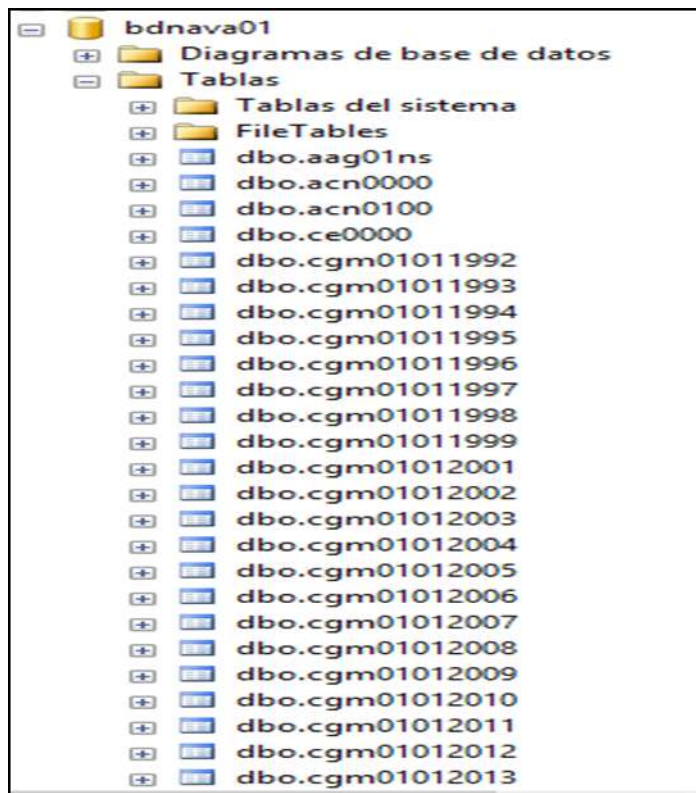 bdnava01
Diagramas de base de datos
Tablas
Tablas del sistema
FileTables
dbo.aag01ns
dbo.acn0000
dbo.acn0100
dbo.ce0000
dbo.cgm01011992
dbo.cgm01011993
dbo.cgm01011994
dbo.cgm01011995
dbo.cgm01011996
dbo.cgm01011997
dbo.cgm01011998
dbo.cgm01011999
dbo.cgm01012001
dbo.cgm01012002
dbo.cgm01012003
dbo.cgm01012004
dbo.cgm01012005
dbo.cgm01012006
dbo.cgm01012007
dbo.cgm01012008
dbo.cgm01012009
dbo.cgm01012010
dbo.cgm01012011
dbo.cgm01012012
dbo.cgm01012013